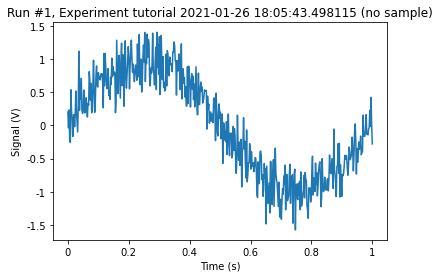 Run #1, Experiment tutorial 2021-01-26 18:05:43.498115 (no sample)
1.5
1
0.5
0
-0.5
-1
-1.5
Signal (V)
0 0.2 0.4 0.6 0.8 1
Time (s)